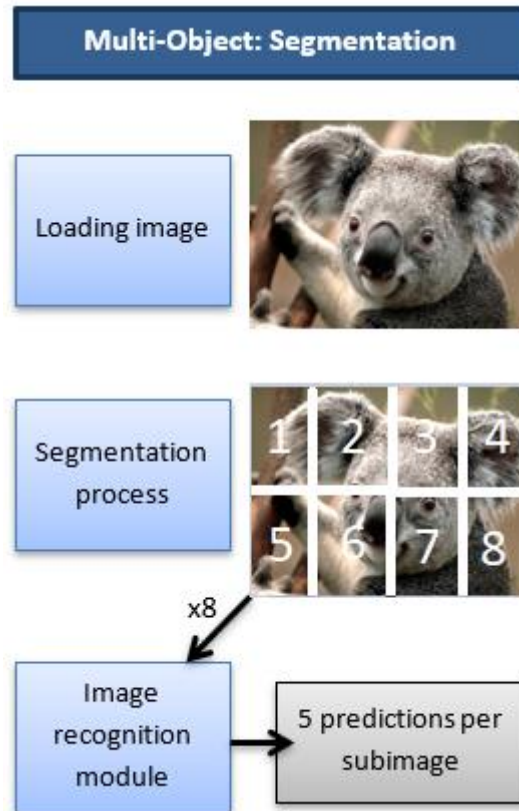 Multi-Object: Segmentation
Loading image
Segmentation
process
1 2 3 4
5 6 7 8
x8
Image
recognition
module
5 predictions per
subimage